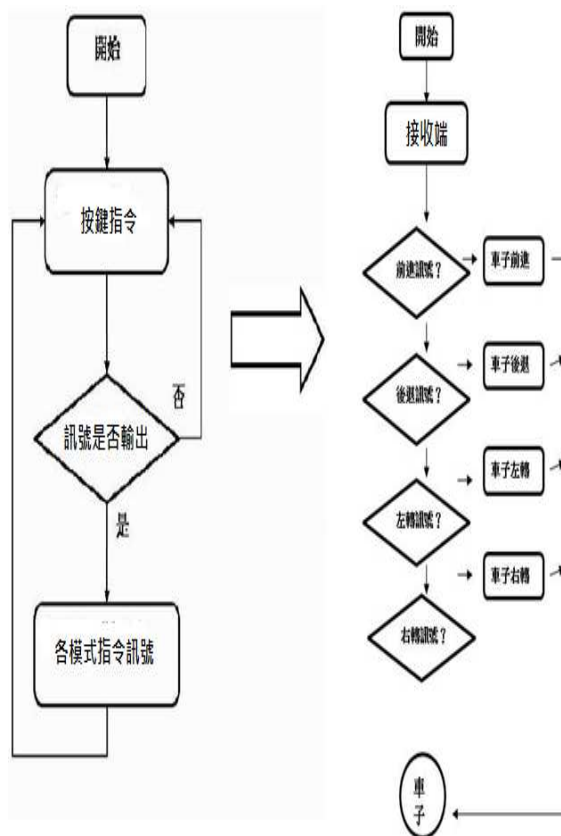 開始
按鍵指令
訊號是否輸出
否
是
各模式指令訊號
開始
接收端
前進訊號？
車子前進
後退訊號？
車子後退
左轉訊號？
車子左轉
右轉訊號？
車子右轉
車
子